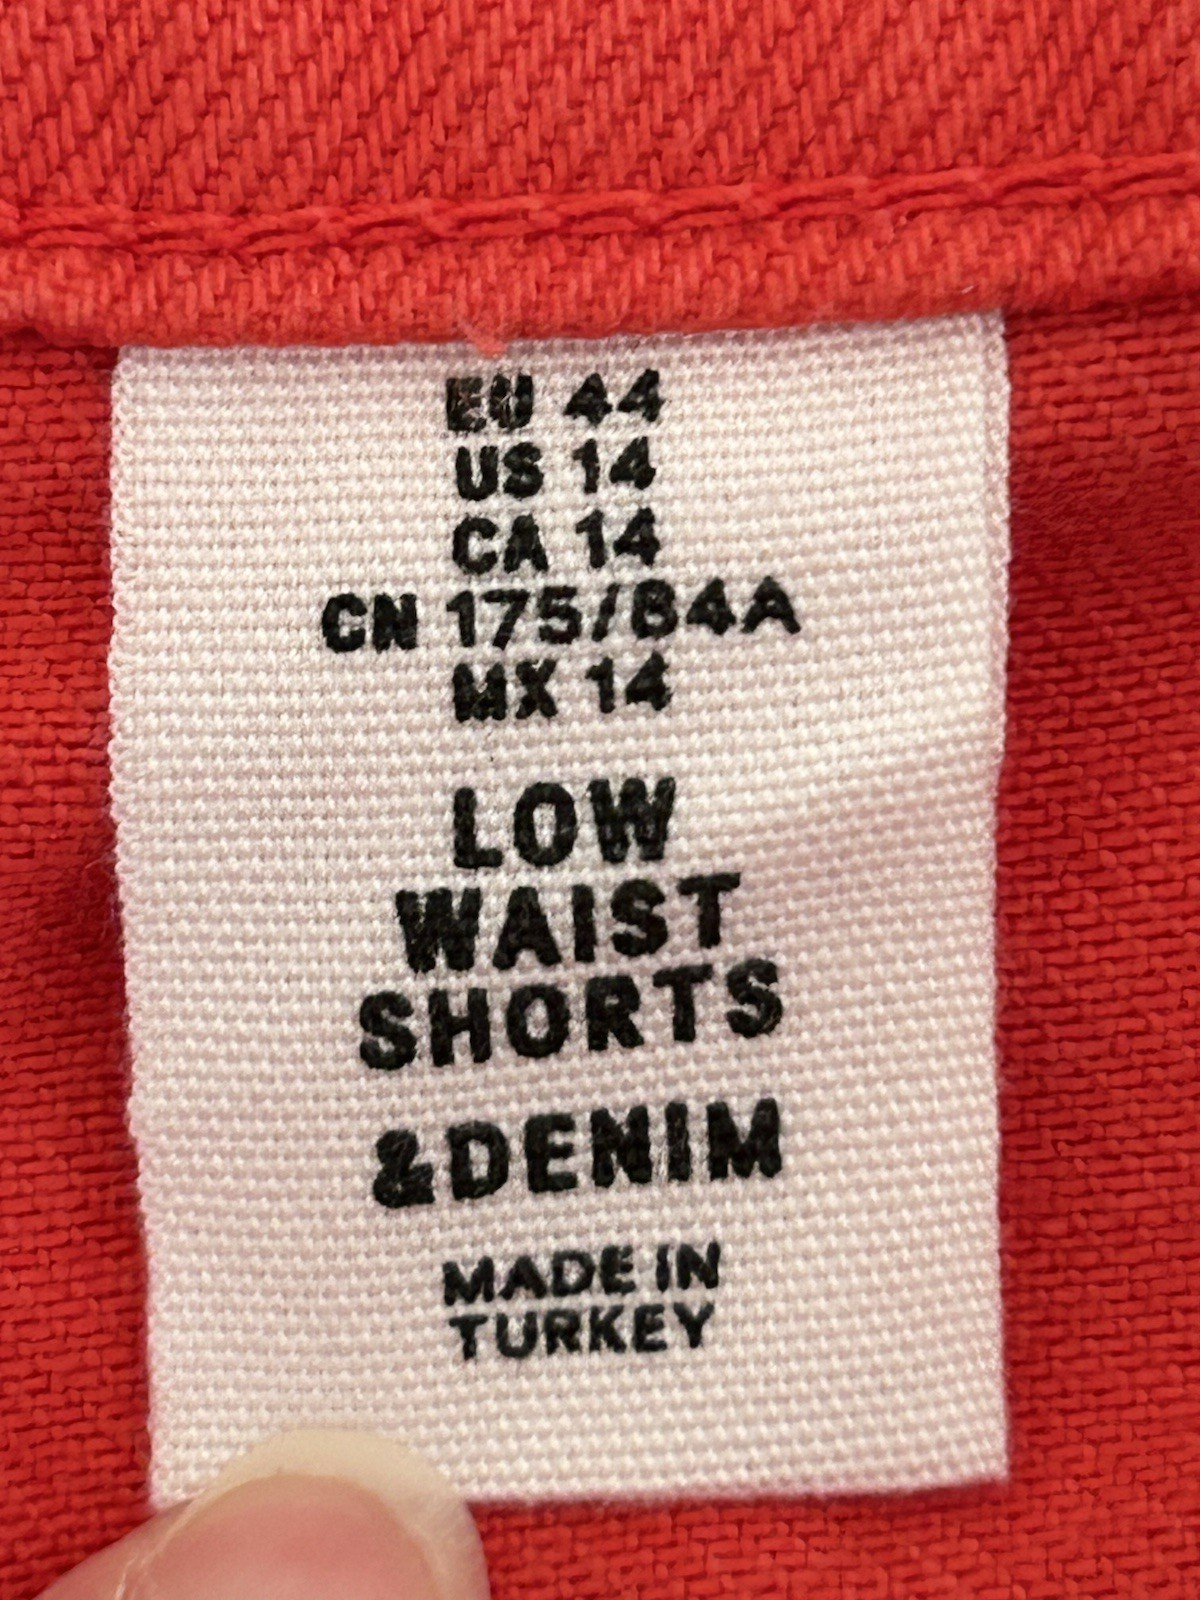 EU 44
US 14
CA 14
CN 175/84A
MX 14
LOW
WAIST
SHORTS
&DENIM
MADE IN
TURKEY